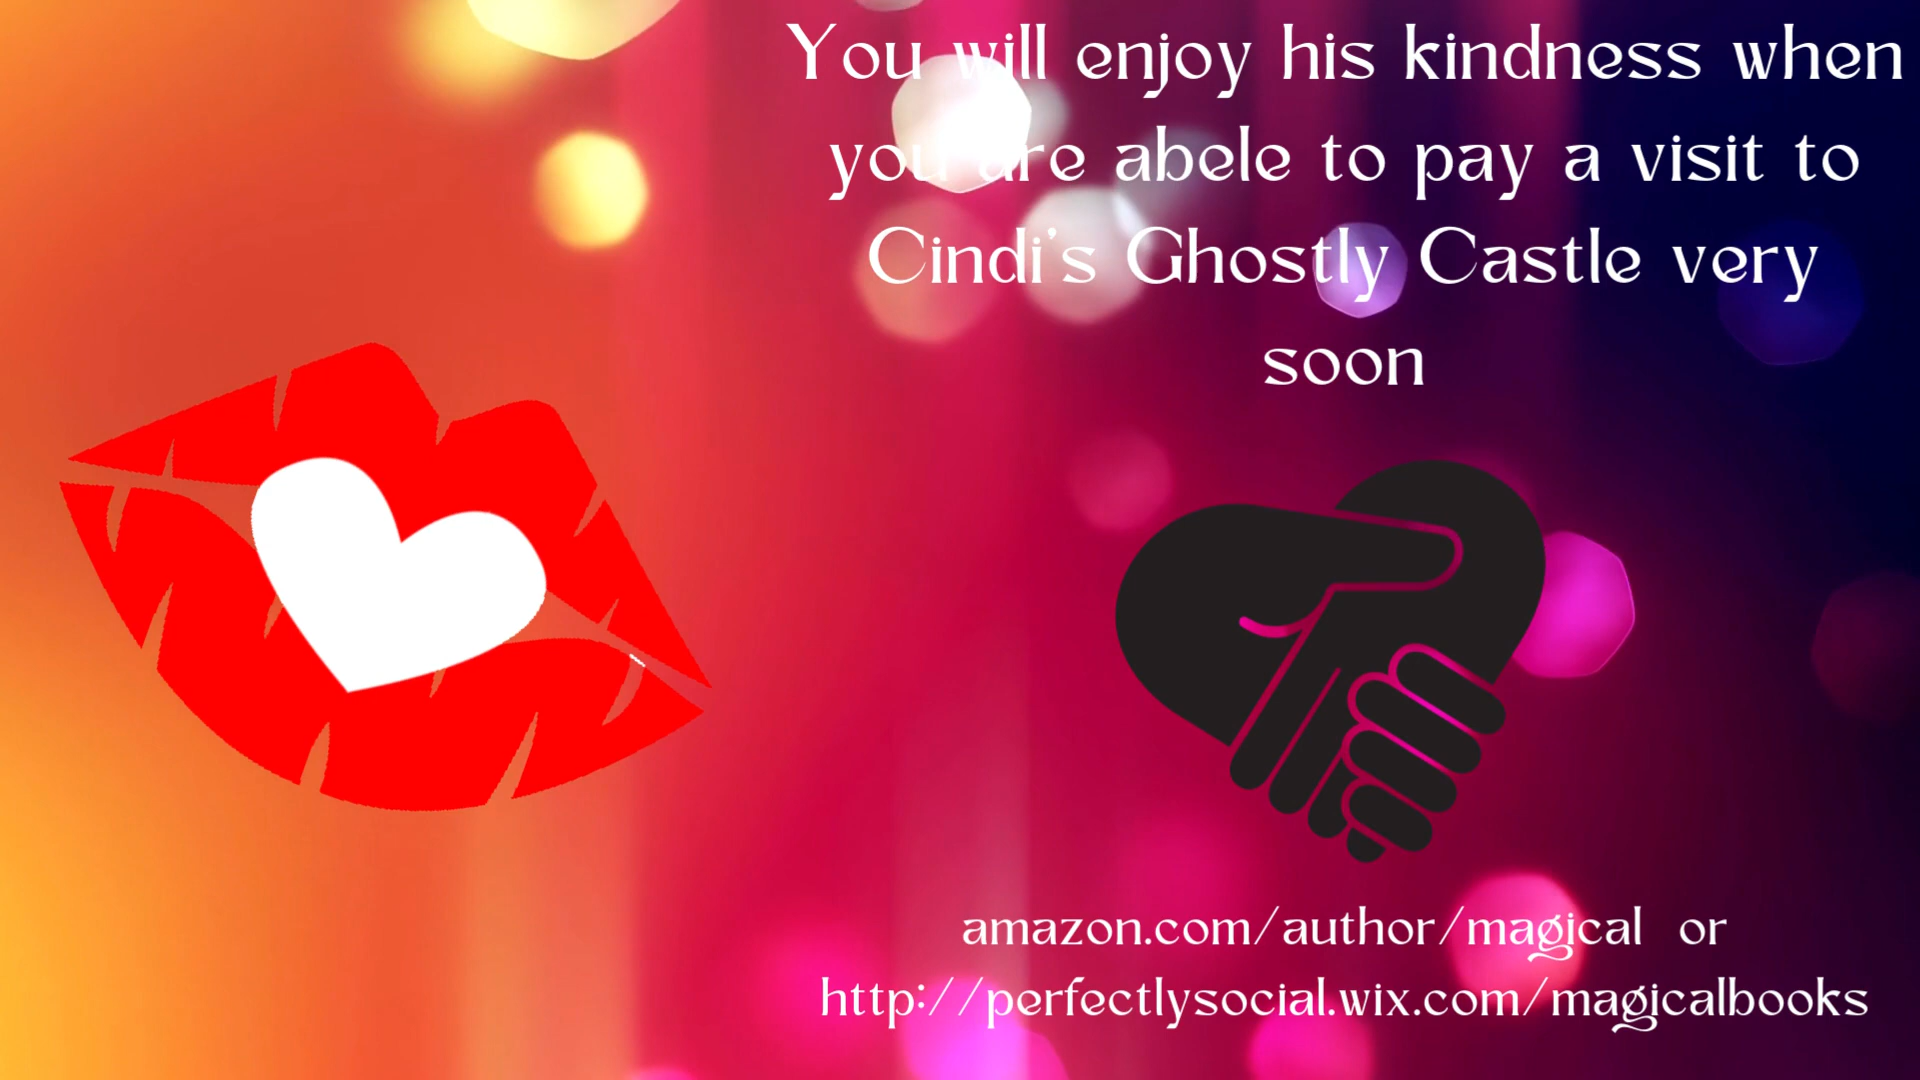 You will enjoy his kindness when
you are abele to pay a visit to
Cindi's Ghostly Castle very
soon
amazon.com/author/magical or
http://perfectlysocial.wix.com/magicalbooks